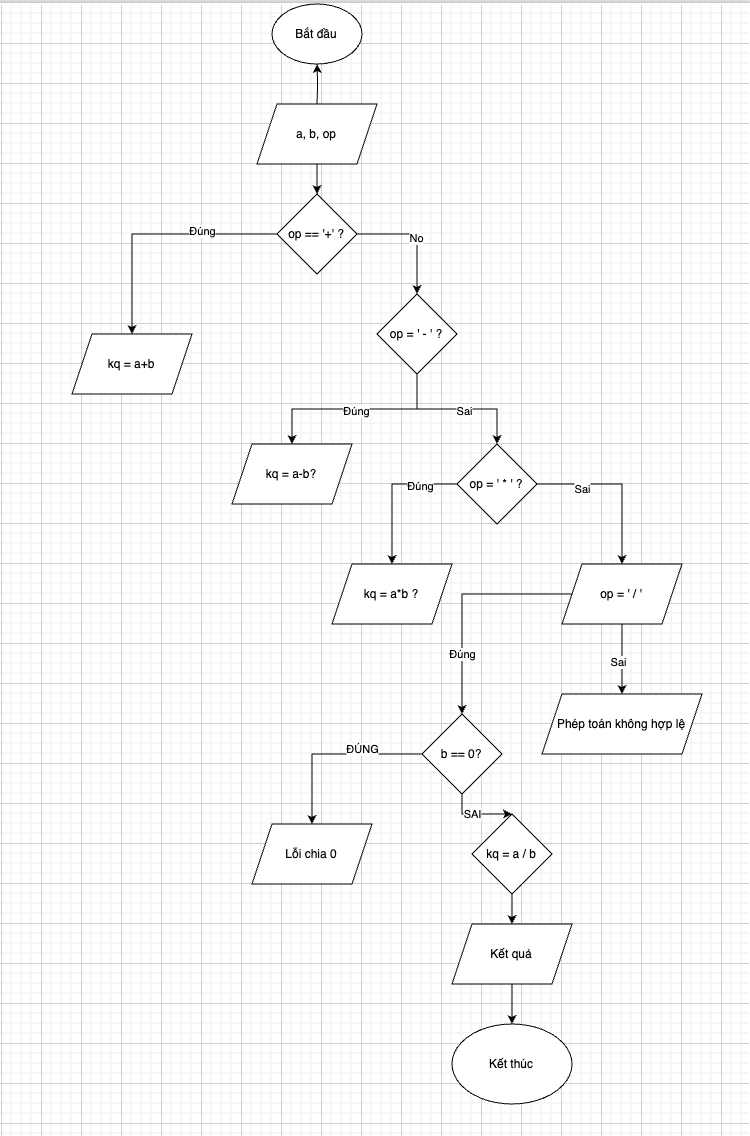 Bắt đầu
a, b, op
op == '+' ?
Đúng
No
kq = a+b
op = ' - ' ?
Đúng
Sai
kq = a-b?
op = ' * ' ?
Đúng
Sai
kq = a*b ?
op = ' / '
Đúng
Sai
Phép toán không hợp lệ
b == 0?
ĐÚNG
SAI
Lỗi chia 0
kq = a / b
Kết quả
Kết thúc